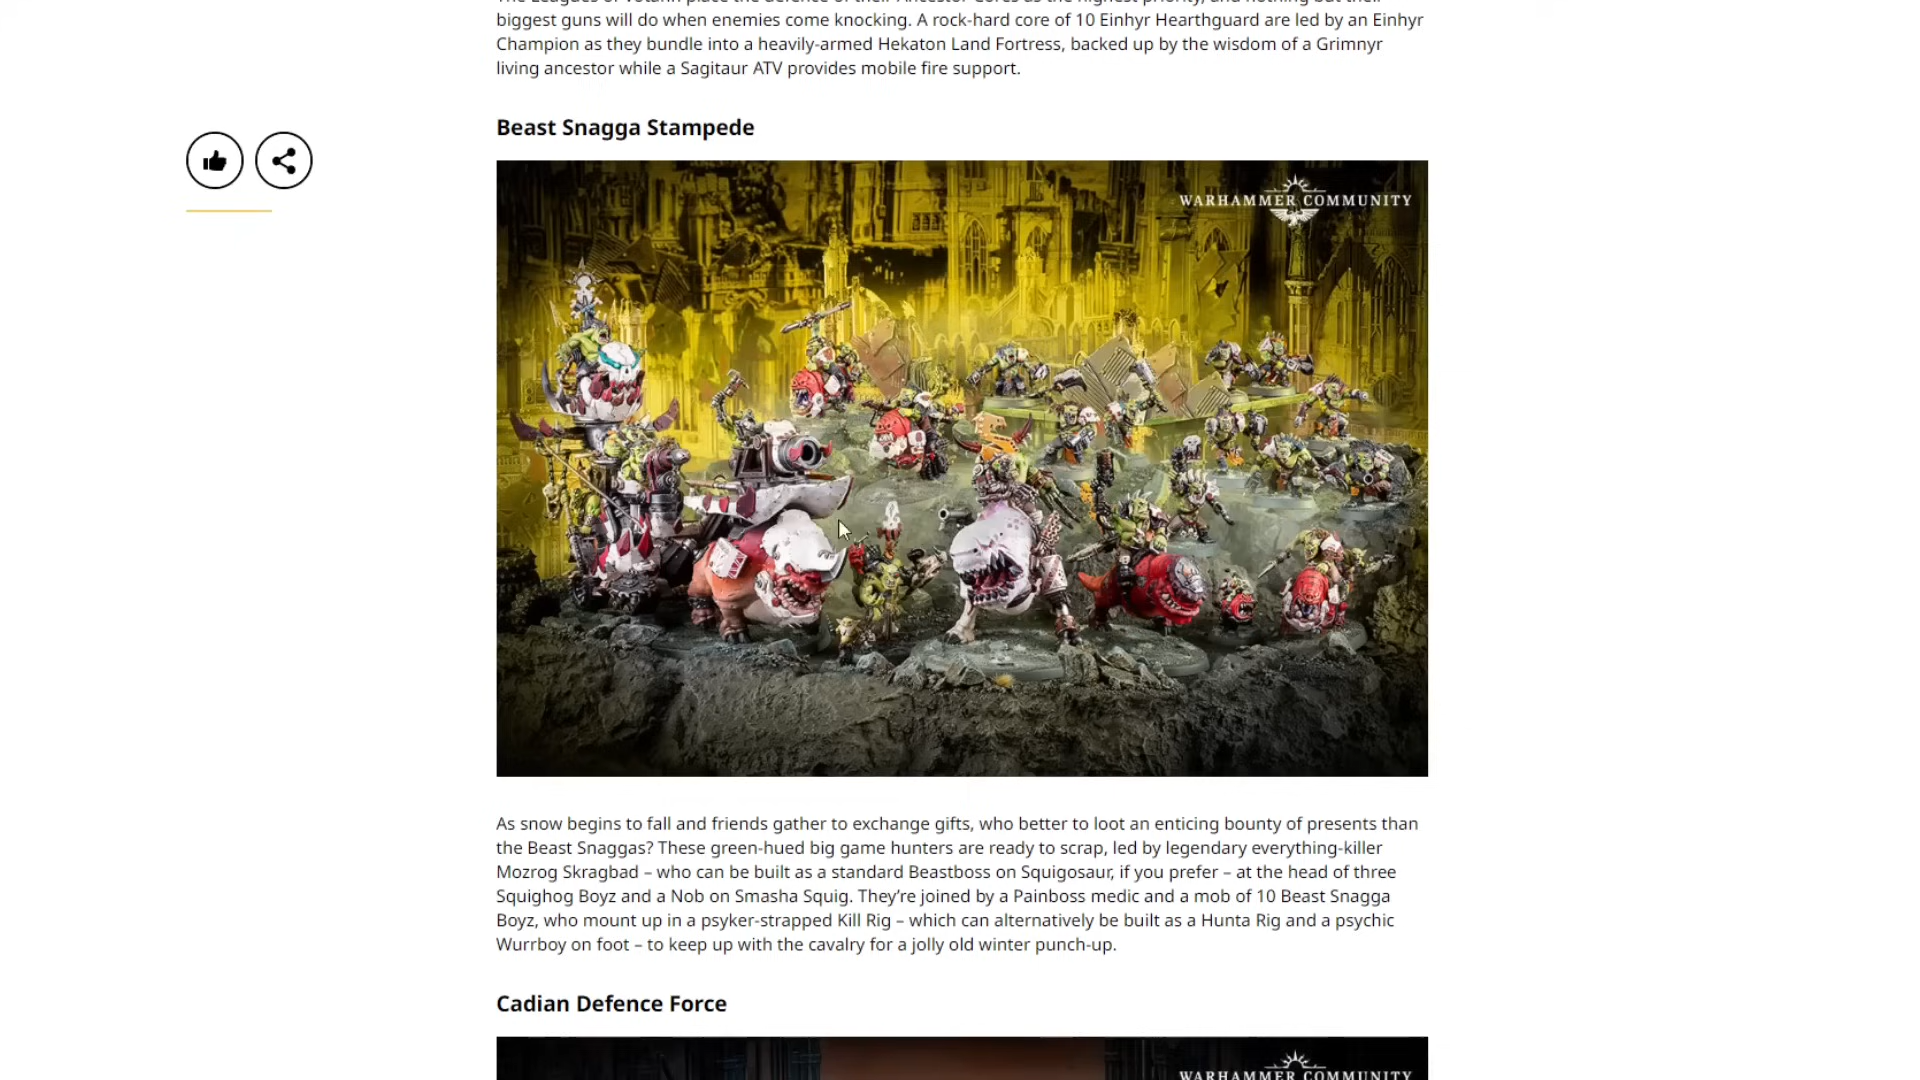 biggest guns will do when enemies come knocking. A rock-hard core of 10 Einhyr Hearthguard are led by an Einhyr
Champion as they bundle into a heavily-armed Hekaton Land Fortress, backed up by the wisdom of a Grimnyr
living ancestor while a Sagitaur ATV provides mobile fire support.
Beast Snagga Stampede
WARHAMMER COMMUNITY
As snow begins to fall and friends gather to exchange gifts, who better to loot an enticing bounty of presents than
the Beast Snaggas? These green-hued big game hunters are ready to scrap, led by legendary everything-killer
Mozrog Skragbad – who can be built as a standard Beastboss on Squigosaur, if you prefer – at the head of three
Squighog Boyz and a Nob on Smasha Squig. They’re joined by a Painboss medic and a mob of 10 Beast Snagga
Boyz, who mount up in a psyker-strapped Kill Rig – which can alternatively be built as a Hunta Rig and a psychic
Wurrboy on foot – to keep up with the cavalry for a jolly old winter punch-up.
Cadian Defence Force
WARHAMMER COMMUNITY